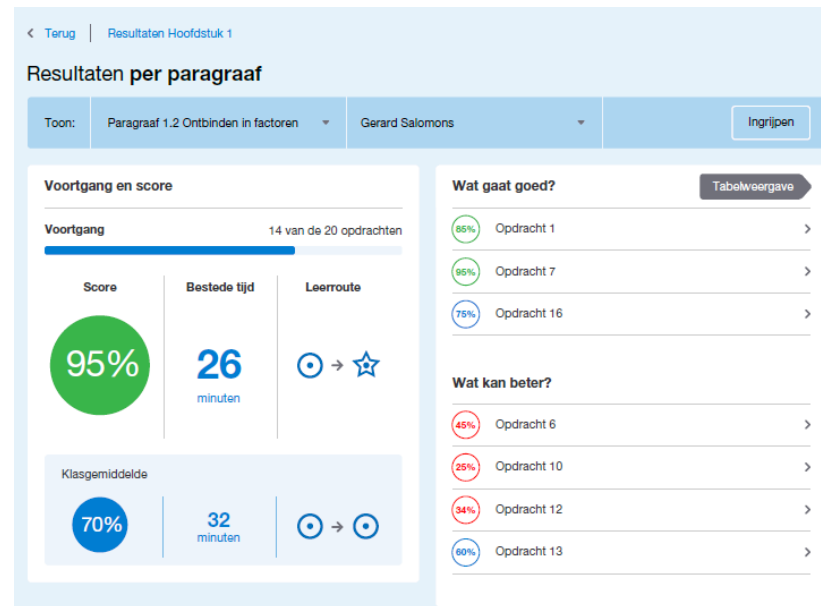 Terug | Resultaten Hoofdstuk 1
Resultaten per paragraaf
Toon: Paragraaf 1.2 Ontbinden in factoren Gerard Salomons Ingrijpen
Voortgang en score
Voortgang 14 van de 20 opdrachten
Score Bestede tijd Leerroute
95% 26
minuten
Klasgemiddelde
70% 32
minuten
Wat gaat goed? Tabelweergave
85% Opdracht 1
95% Opdracht 7
75% Opdracht 16
Wat kan beter?
45% Opdracht 6
25% Opdracht 10
34% Opdracht 12
60% Opdracht 13